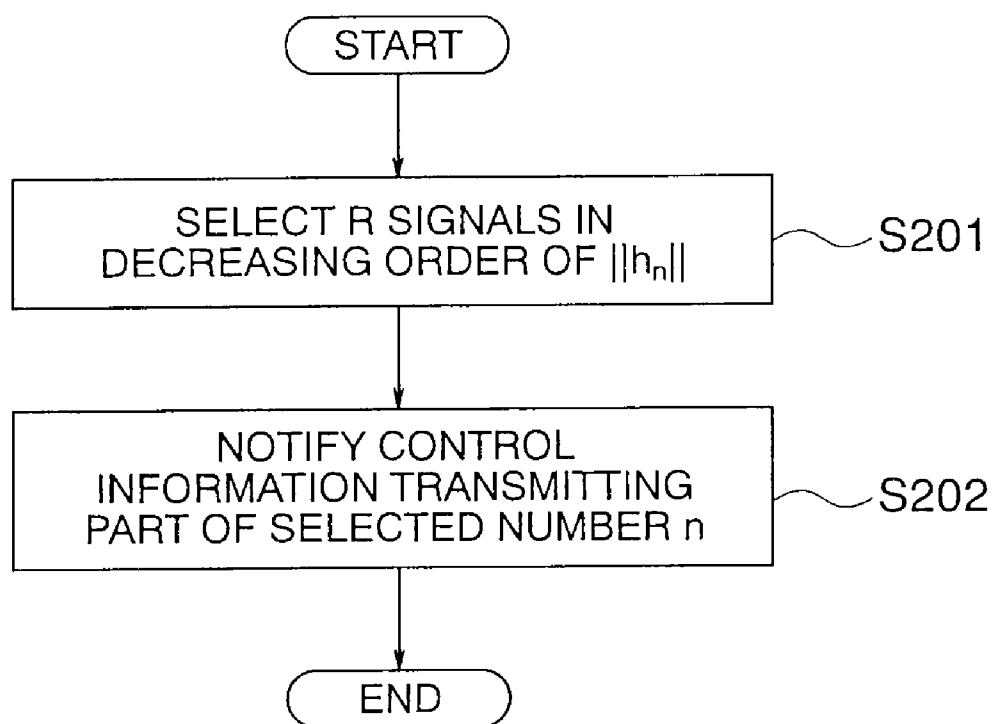 START
SELECT R SIGNALS IN
DECREASING ORDER OF ||hₙ||
S201
NOTIFY CONTROL
INFORMATION TRANSMITTING
PART OF SELECTED NUMBER n
S202
END